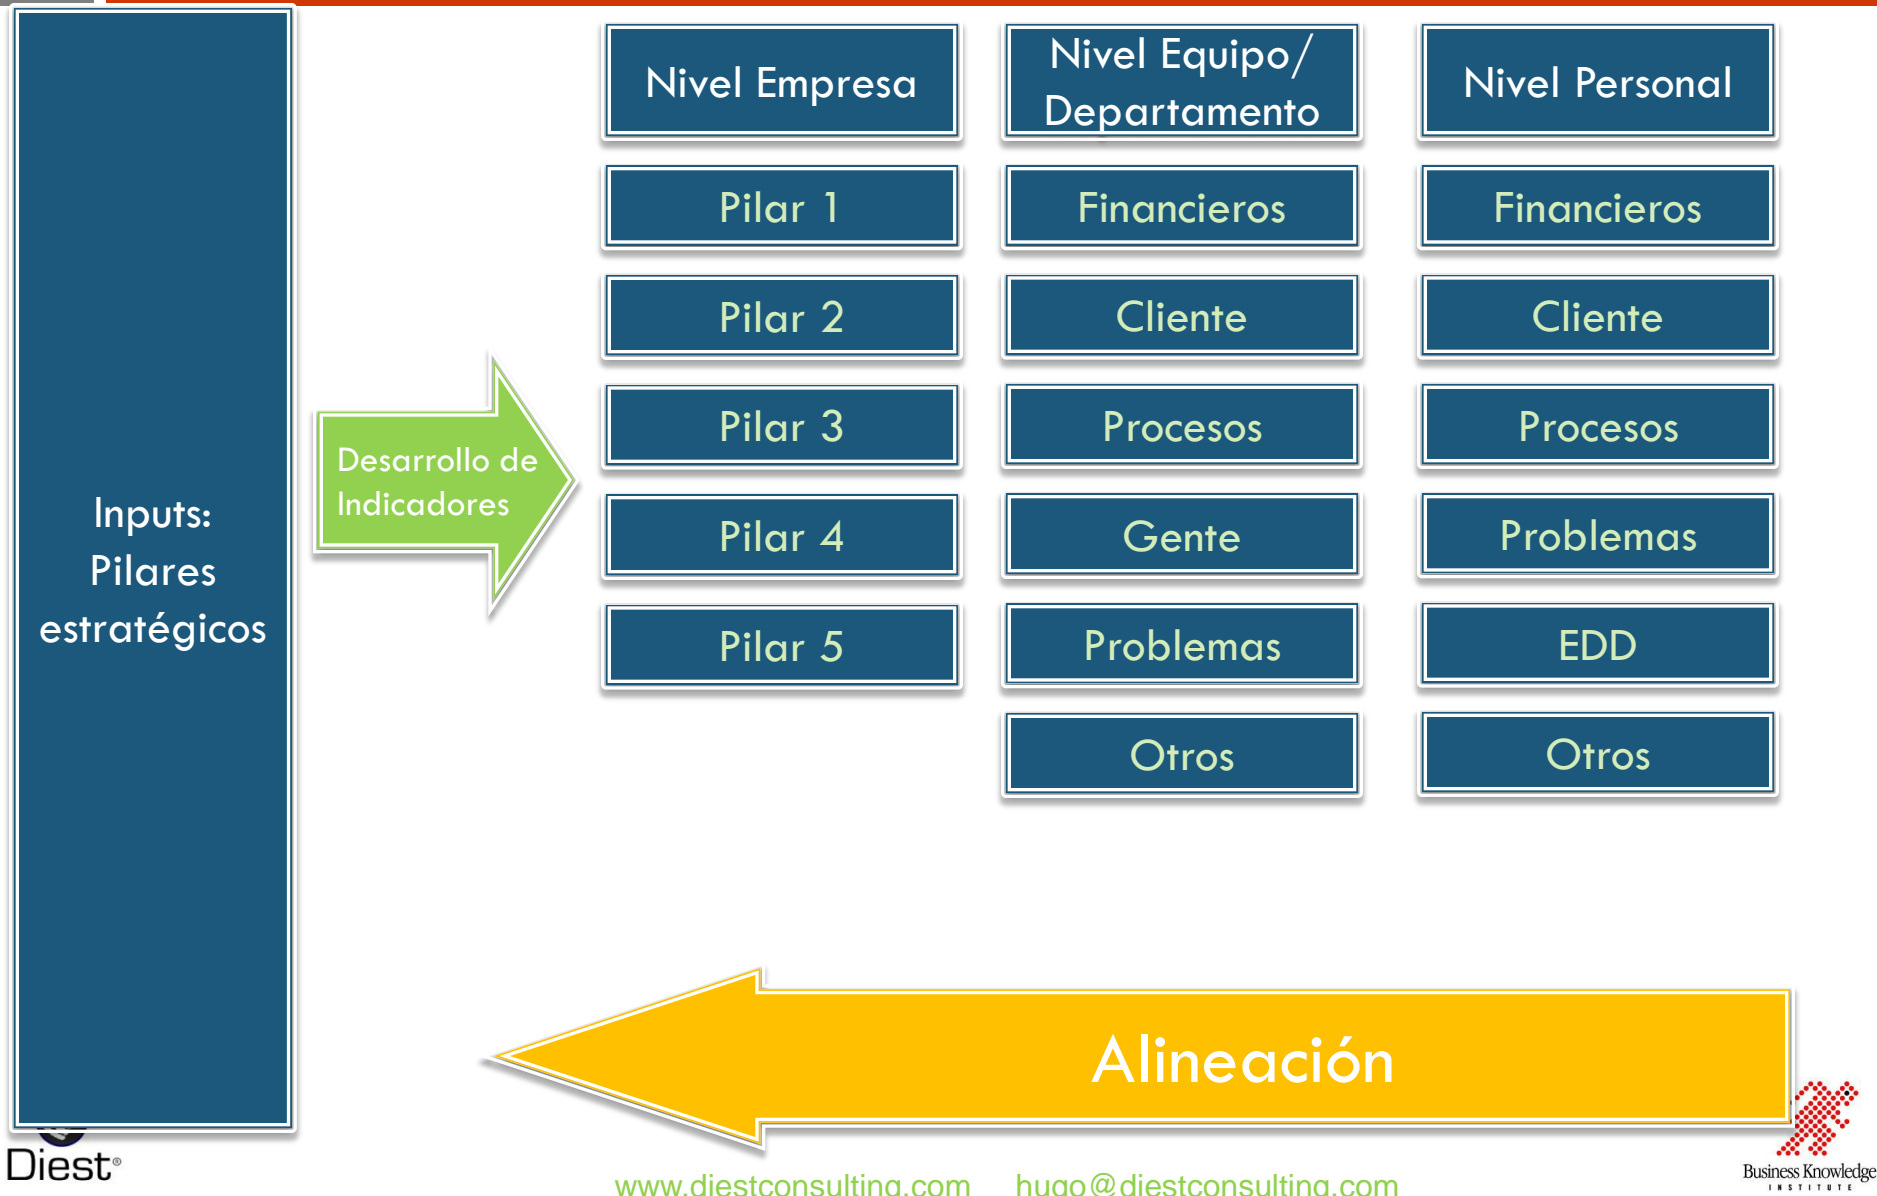 Inputs:
Pilares
estratégicos
Desarrollo de
Indicadores
Nivel Empresa
Pilar 1
Pilar 2
Pilar 3
Pilar 4
Pilar 5
Nivel Equipo/
Departamento
Financieros
Cliente
Procesos
Gente
Problemas
Otros
Nivel Personal
Financieros
Cliente
Procesos
Problemas
EDD
Otros
Alineación
Diest®
www.diestconsulting.com hugo@diestconsulting.com
Business Knowledge
INSTITUTE